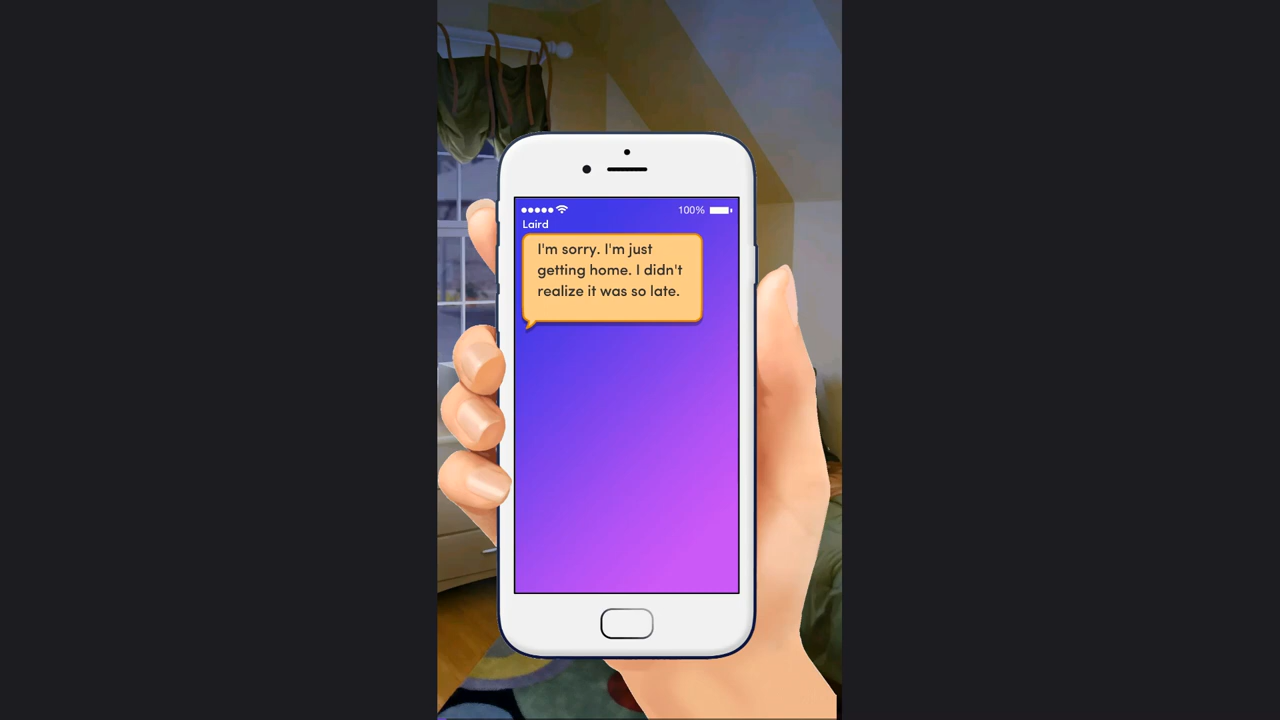 100%
Laird
I'm sorry. I'm just
getting home. I didn't
realize it was so late.